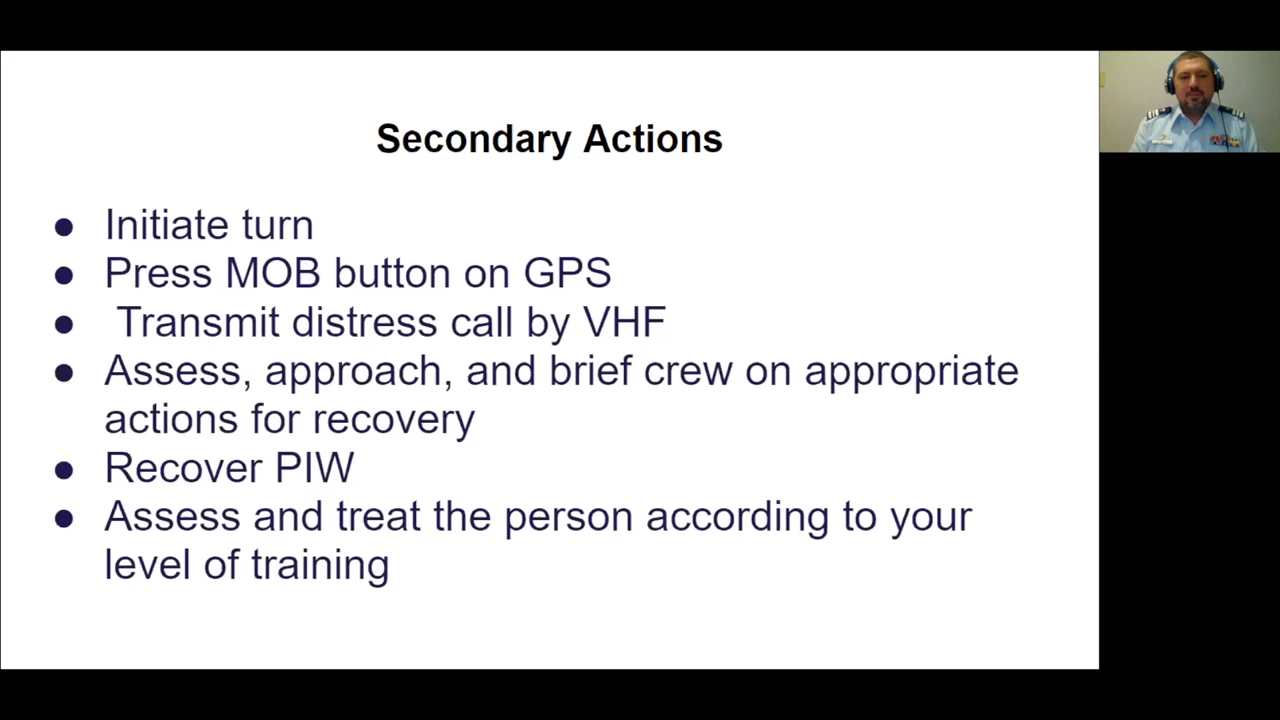 Secondary Actions
● Initiate turn
● Press MOB button on GPS
● Transmit distress call by VHF
● Assess, approach, and brief crew on appropriate
actions for recovery
● Recover PIW
● Assess and treat the person according to your
level of training